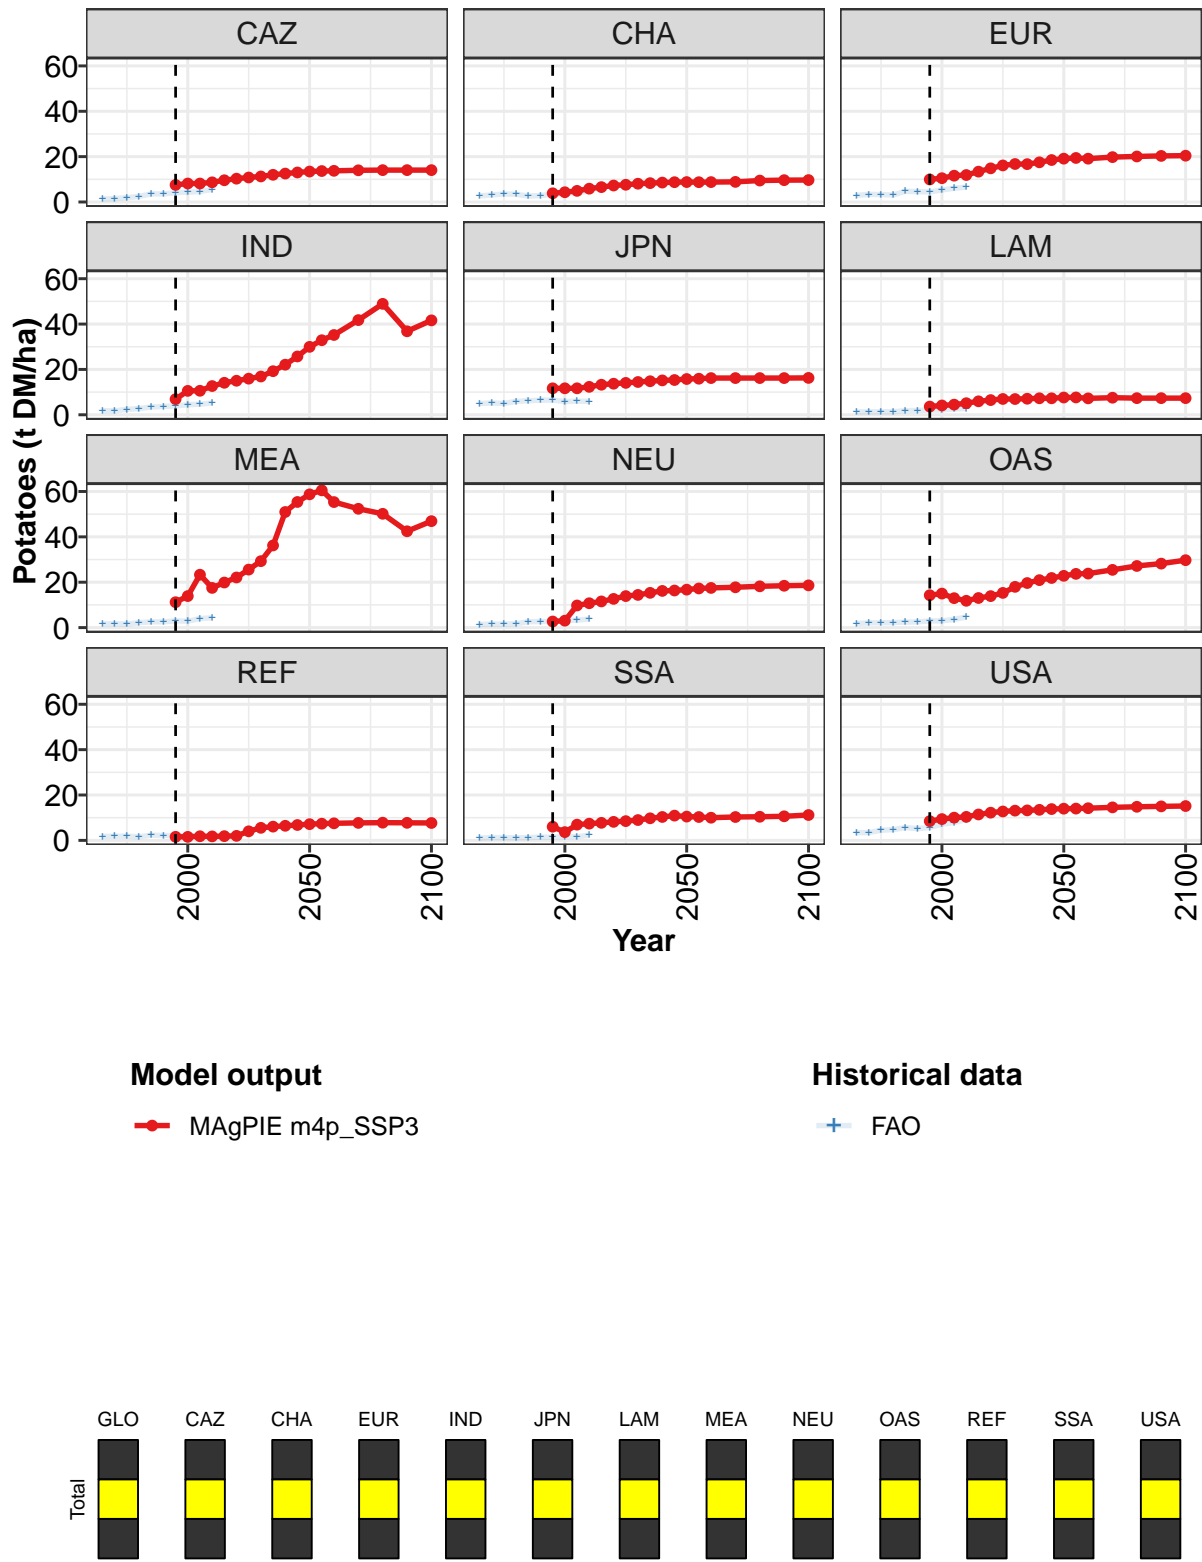 CAZ CHA EUR
60
40
20
0
IND JPN LAM
60
40
20
0
MEA NEU OAS
60
40
20
0
REF SSA USA
60
40
20
0
Potatoes (t DM/ha)
2000 2050 2100 2000 2050 2100 2000 2050 2100
Year
Model output Historical data
MAgPIE m4p_SSP3 FAO
GLO CAZ CHA EUR IND JPN LAM MEA NEU OAS REF SSA USA
Total